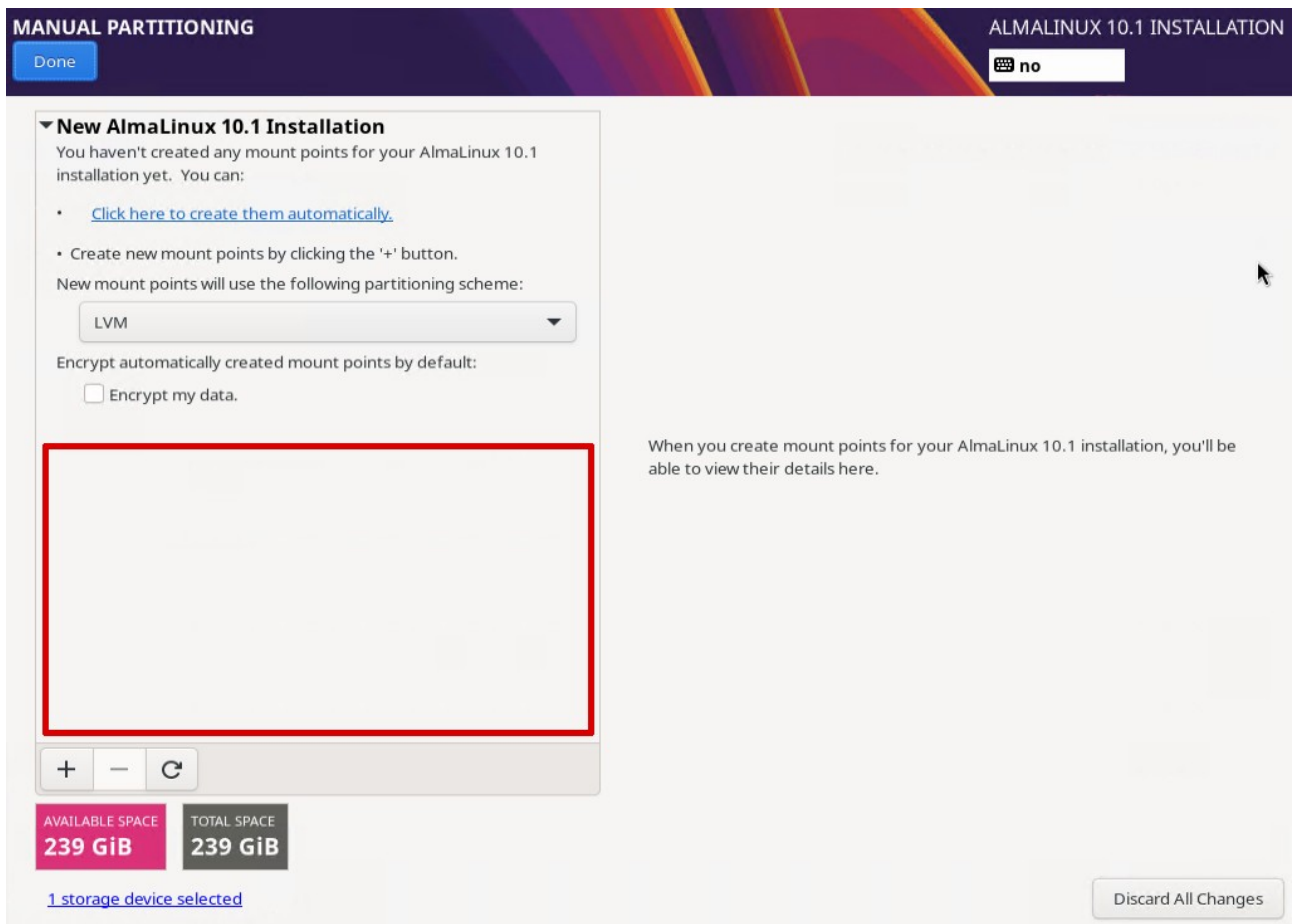 MANUAL PARTITIONING
ALMALINUX 10.1 INSTALLATION
Done
no
New AlmaLinux 10.1 Installation
You haven't created any mount points for your AlmaLinux 10.1
installation yet. You can:
• Click here to create them automatically.
• Create new mount points by clicking the '+' button.
New mount points will use the following partitioning scheme:
LVM
Encrypt automatically created mount points by default:
Encrypt my data.
When you create mount points for your AlmaLinux 10.1 installation, you'll be
able to view their details here.
AVAILABLE SPACE
239 GiB
TOTAL SPACE
239 GiB
1 storage device selected
Discard All Changes